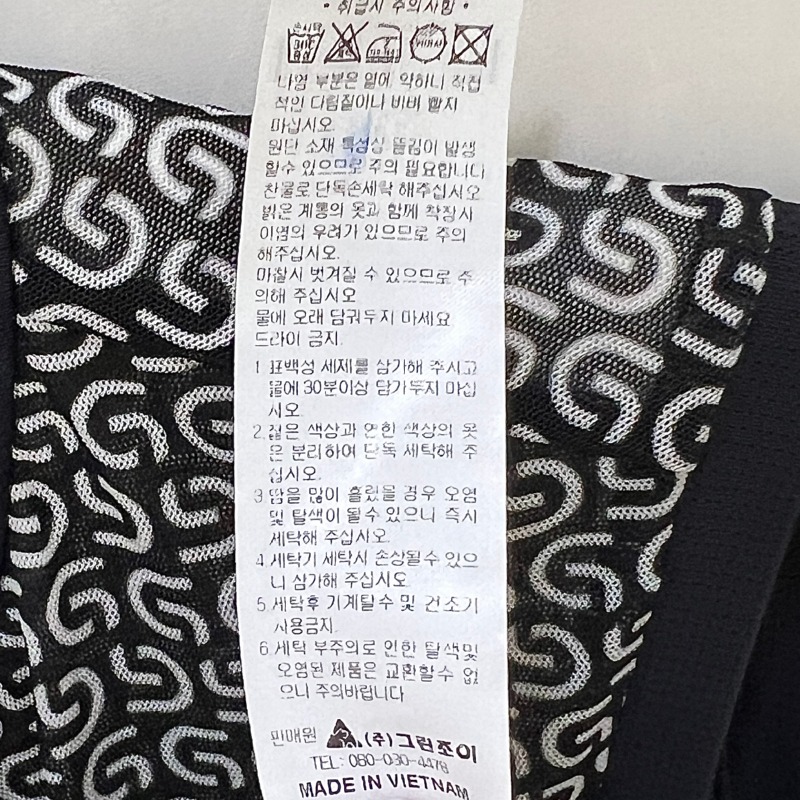 • 취급시 주의사항 •
손세탁
나염 부분은 열에 약하니 직접
적인 다림질이나 비벼 빨지
마십시오.
원단 소재 특성상 뜯김이 발생
할수 있으므로 주의 필요합니다
찬물로 단독손세탁 해주십시오
밝은 계통의 옷과 함께 착장시
이염의 우려가 있으므로 주의
해주십시오.
마찰시 벗겨질 수 있으므로 주
의해 주십시오
물에 오래 담궈두지 마세요
드라이 금지.
1 표백성 세제를 삼가해 주시고
물에 30분이상 담가두지 마십
시오.
2.짙은 색상과 연한 색상의 옷
은 분리하여 단독 세탁해 주
십시오.
3.땀을 많이 흘렸을 경우 오염
및 탈색이 될수 있으니 즉시
세탁해 주십시오.
4.세탁기 세탁시 손상될수 있으
니 삼가해 주십시오.
5 세탁후 기계탈수 및 건조기
사용금지.
6 세탁 부주의로 인한 탈색및
오염된 제품은 교환할수 없
으니 주의바랍니다
판매원 (주)그린조이
TEL: 080-030-4478
MADE IN VIETNAM